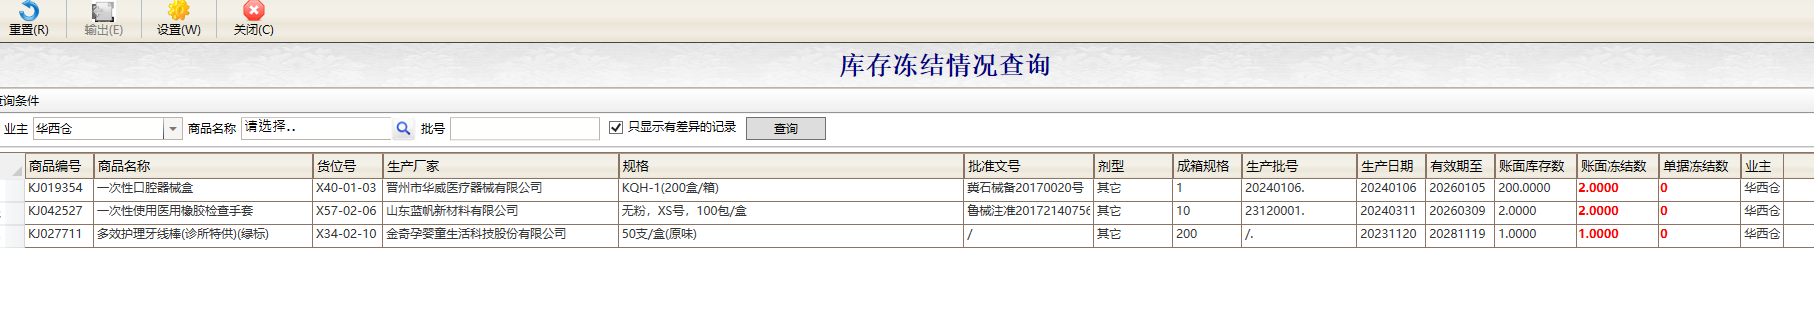 重置(R) 输出(E) 设置(W) 关闭(C)
库存冻结情况查询
查询条件
业主 华西仓 商品名称 请选择.. 批号 只显示有差异的记录 查询
商品编号 商品名称 货位号 生产厂家 规格 批准文号 剂型 成箱规格 生产批号 生产日期 有效期至 账面库存数 账面冻结数 单据冻结数 业主
KJ019354 一次性口腔器械盒 X40-01-03 晋州市华威医疗器械有限公司 KQH-1(200盒/箱) 冀石械备20170020号 其它 1 20240106. 20240106 20260105 200.0000 2.0000 0 华西仓
KJ042527 一次性使用医用橡胶检查手套 X57-02-06 山东蓝帆新材料有限公司 无粉，XS号，100包/盒 鲁械注准20172140756 其它 10 23120001. 20240311 20260309 2.0000 2.0000 0 华西仓
KJ027711 多效护理牙线棒(诊所特供)(绿标) X34-02-10 金奇孕婴童生活科技股份有限公司 50支/盒(原味) / 其它 200 /. 20231120 20281119 1.0000 1.0000 0 华西仓